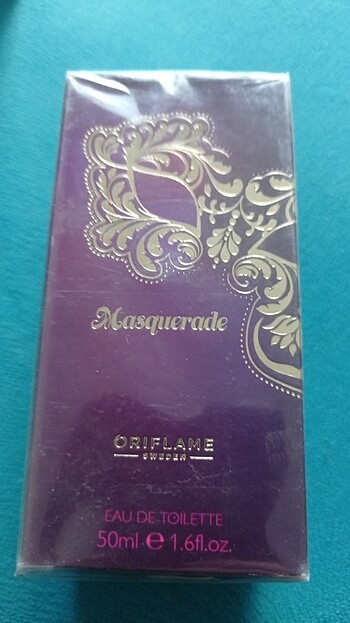 Masquerade
ORIFLAME
SWEDEN
EAU DE TOILETTE
50ml e 1.6fl.oz.